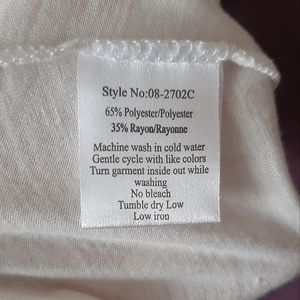 Style No:08-2702C
65% Polyester/Polyester
35% Rayon/Rayonne
Machine wash in cold water
Gentle cycle with like colors
Turn garment inside out while
washing
No bleach
Tumble dry Low
Low iron